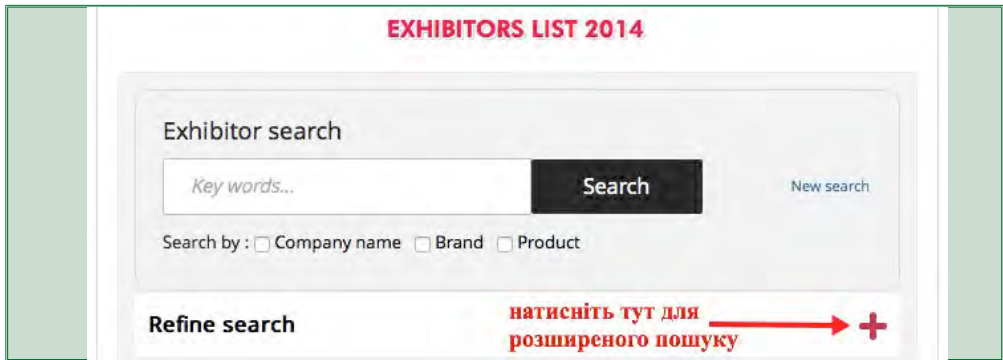 EXHIBITORS LIST 2014
Exhibitor search
Key words...
Search
New search
Search by : Company name Brand Product
Refine search
натисніть тут для
розширеного пошуку